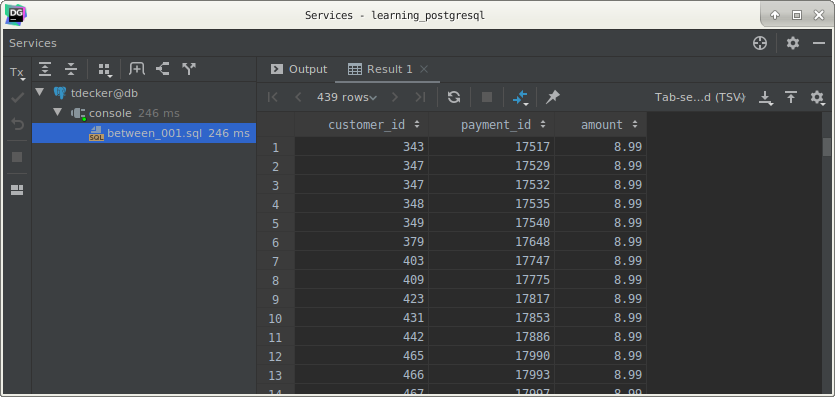 DG
Services - learning_postgresql
Services
Tx
tdecker@db
console 246 ms
SQL
between_001.sql 246 ms
Output
Result 1
439 rows
Tab-se...d (TSV)
customer_id payment_id amount
1 343 17517 8.99
2 347 17529 8.99
3 347 17532 8.99
4 348 17535 8.99
5 349 17540 8.99
6 379 17648 8.99
7 403 17747 8.99
8 409 17775 8.99
9 423 17817 8.99
10 431 17853 8.99
11 442 17886 8.99
12 465 17990 8.99
13 466 17993 8.99
14 467 17997 8.99